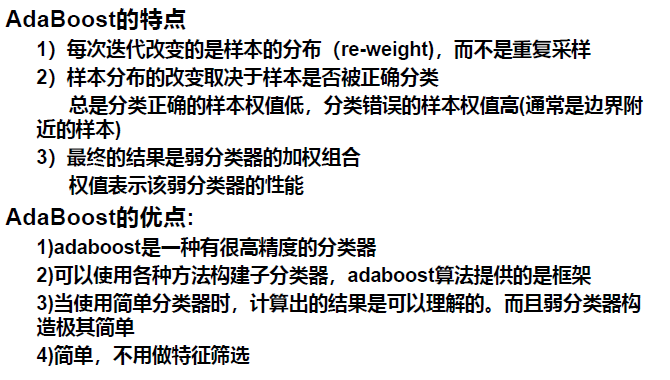 AdaBoost的特点
1）每次迭代改变的是样本的分布（re-weight)，而不是重复采样
2）样本分布的改变取决于样本是否被正确分类
总是分类正确的样本权值低，分类错误的样本权值高(通常是边界附
近的样本)
3）最终的结果是弱分类器的加权组合
权值表示该弱分类器的性能
AdaBoost的优点:
1)adaboost是一种有很高精度的分类器
2)可以使用各种方法构建子分类器，adaboost算法提供的是框架
3)当使用简单分类器时，计算出的结果是可以理解的。而且弱分类器构
造极其简单
4)简单，不用做特征筛选